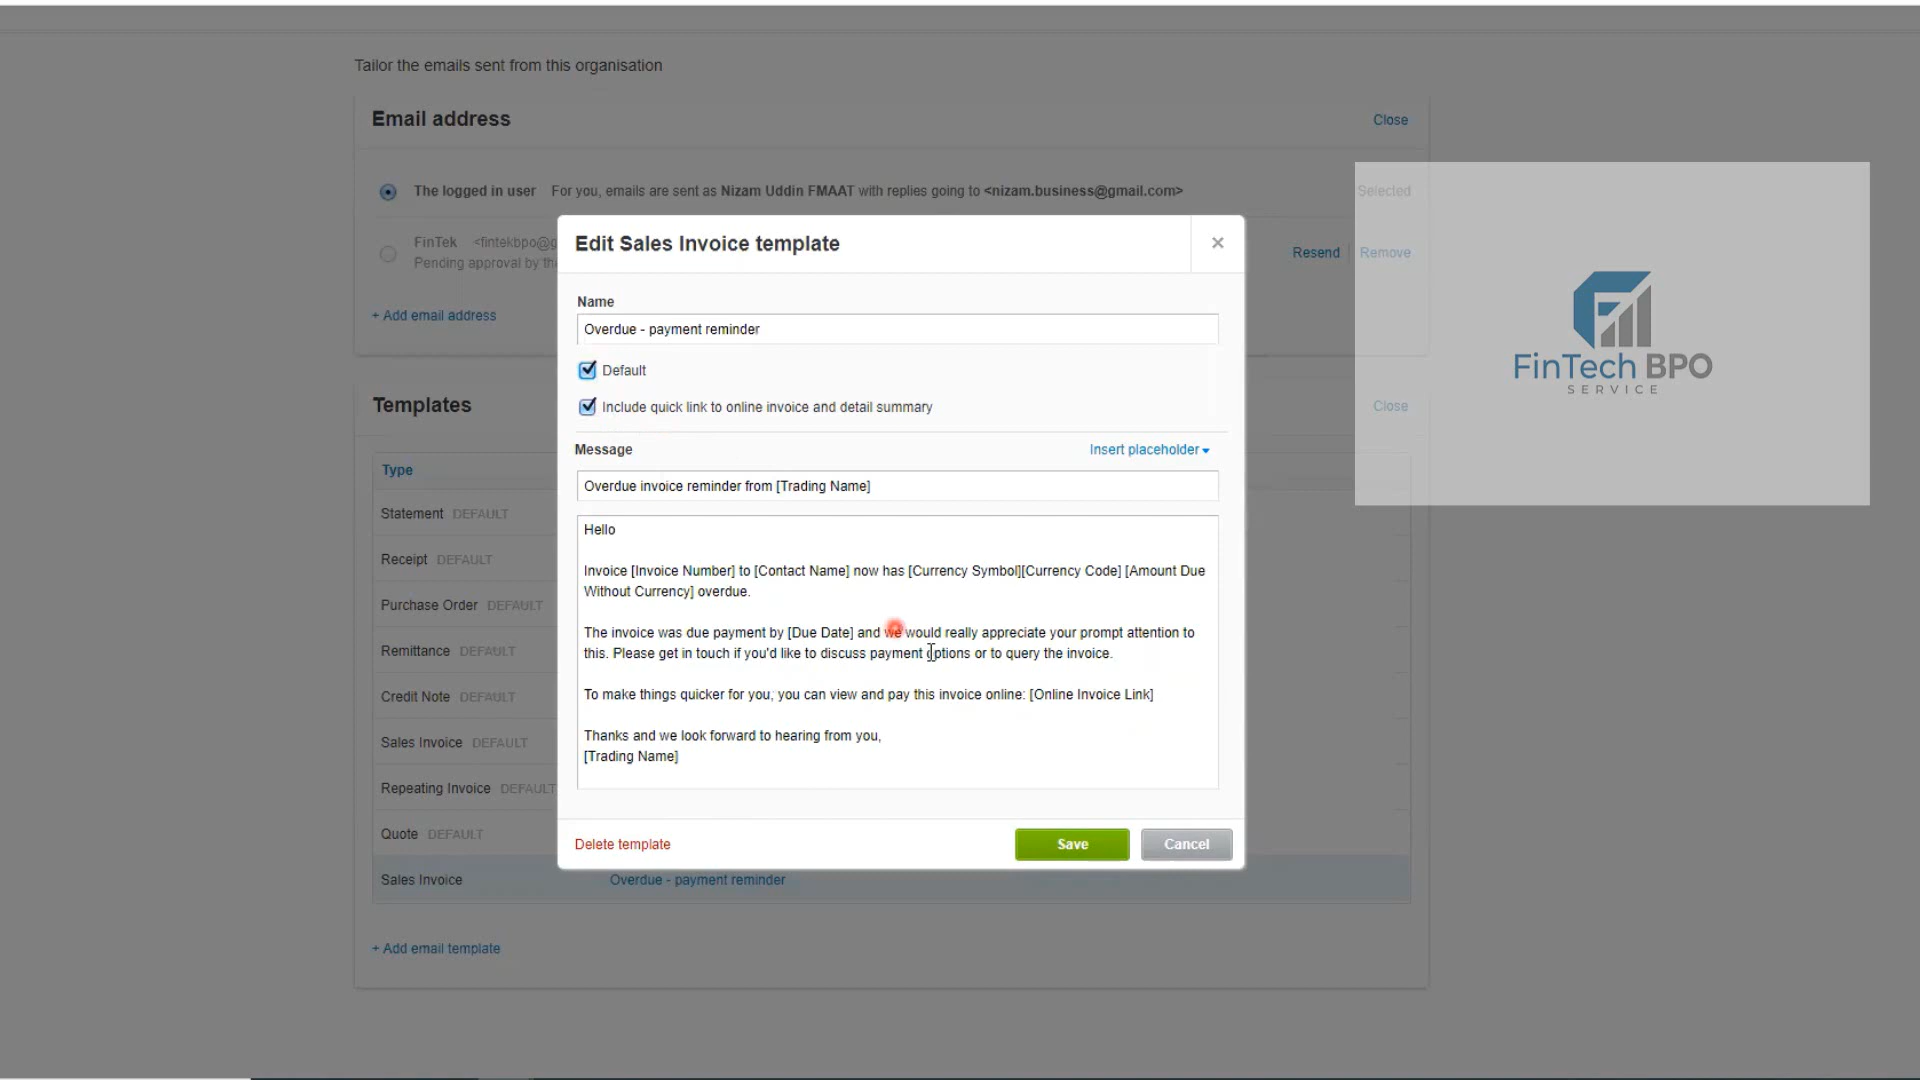 Tailor the emails sent from this organisation
Email address
Close
The logged in user For you, emails are sent as Nizam Uddin FMAAT with replies going to <nizam.business@gmail.com>
Selected
FinTek <fintekbpo@g
Pending approval by the
Resend
Remove
+ Add email address
Edit Sales Invoice template
×
Name
Overdue - payment reminder
Default
Include quick link to online invoice and detail summary
Message
Insert placeholder
Overdue invoice reminder from [Trading Name]
Hello
Invoice [Invoice Number] to [Contact Name] now has [Currency Symbol][Currency Code] [Amount Due
Without Currency] overdue.
The invoice was due payment by [Due Date] and we would really appreciate your prompt attention to
this. Please get in touch if you'd like to discuss payment options or to query the invoice.
To make things quicker for you, you can view and pay this invoice online: [Online Invoice Link]
Thanks and we look forward to hearing from you,
[Trading Name]
Delete template
Save
Cancel
FinTech BPO
SERVICE
Templates
Close
Type
Statement DEFAULT
Receipt DEFAULT
Purchase Order DEFAULT
Remittance DEFAULT
Credit Note DEFAULT
Sales Invoice DEFAULT
Repeating Invoice DEFAULT
Quote DEFAULT
Sales Invoice Overdue - payment reminder
+ Add email template